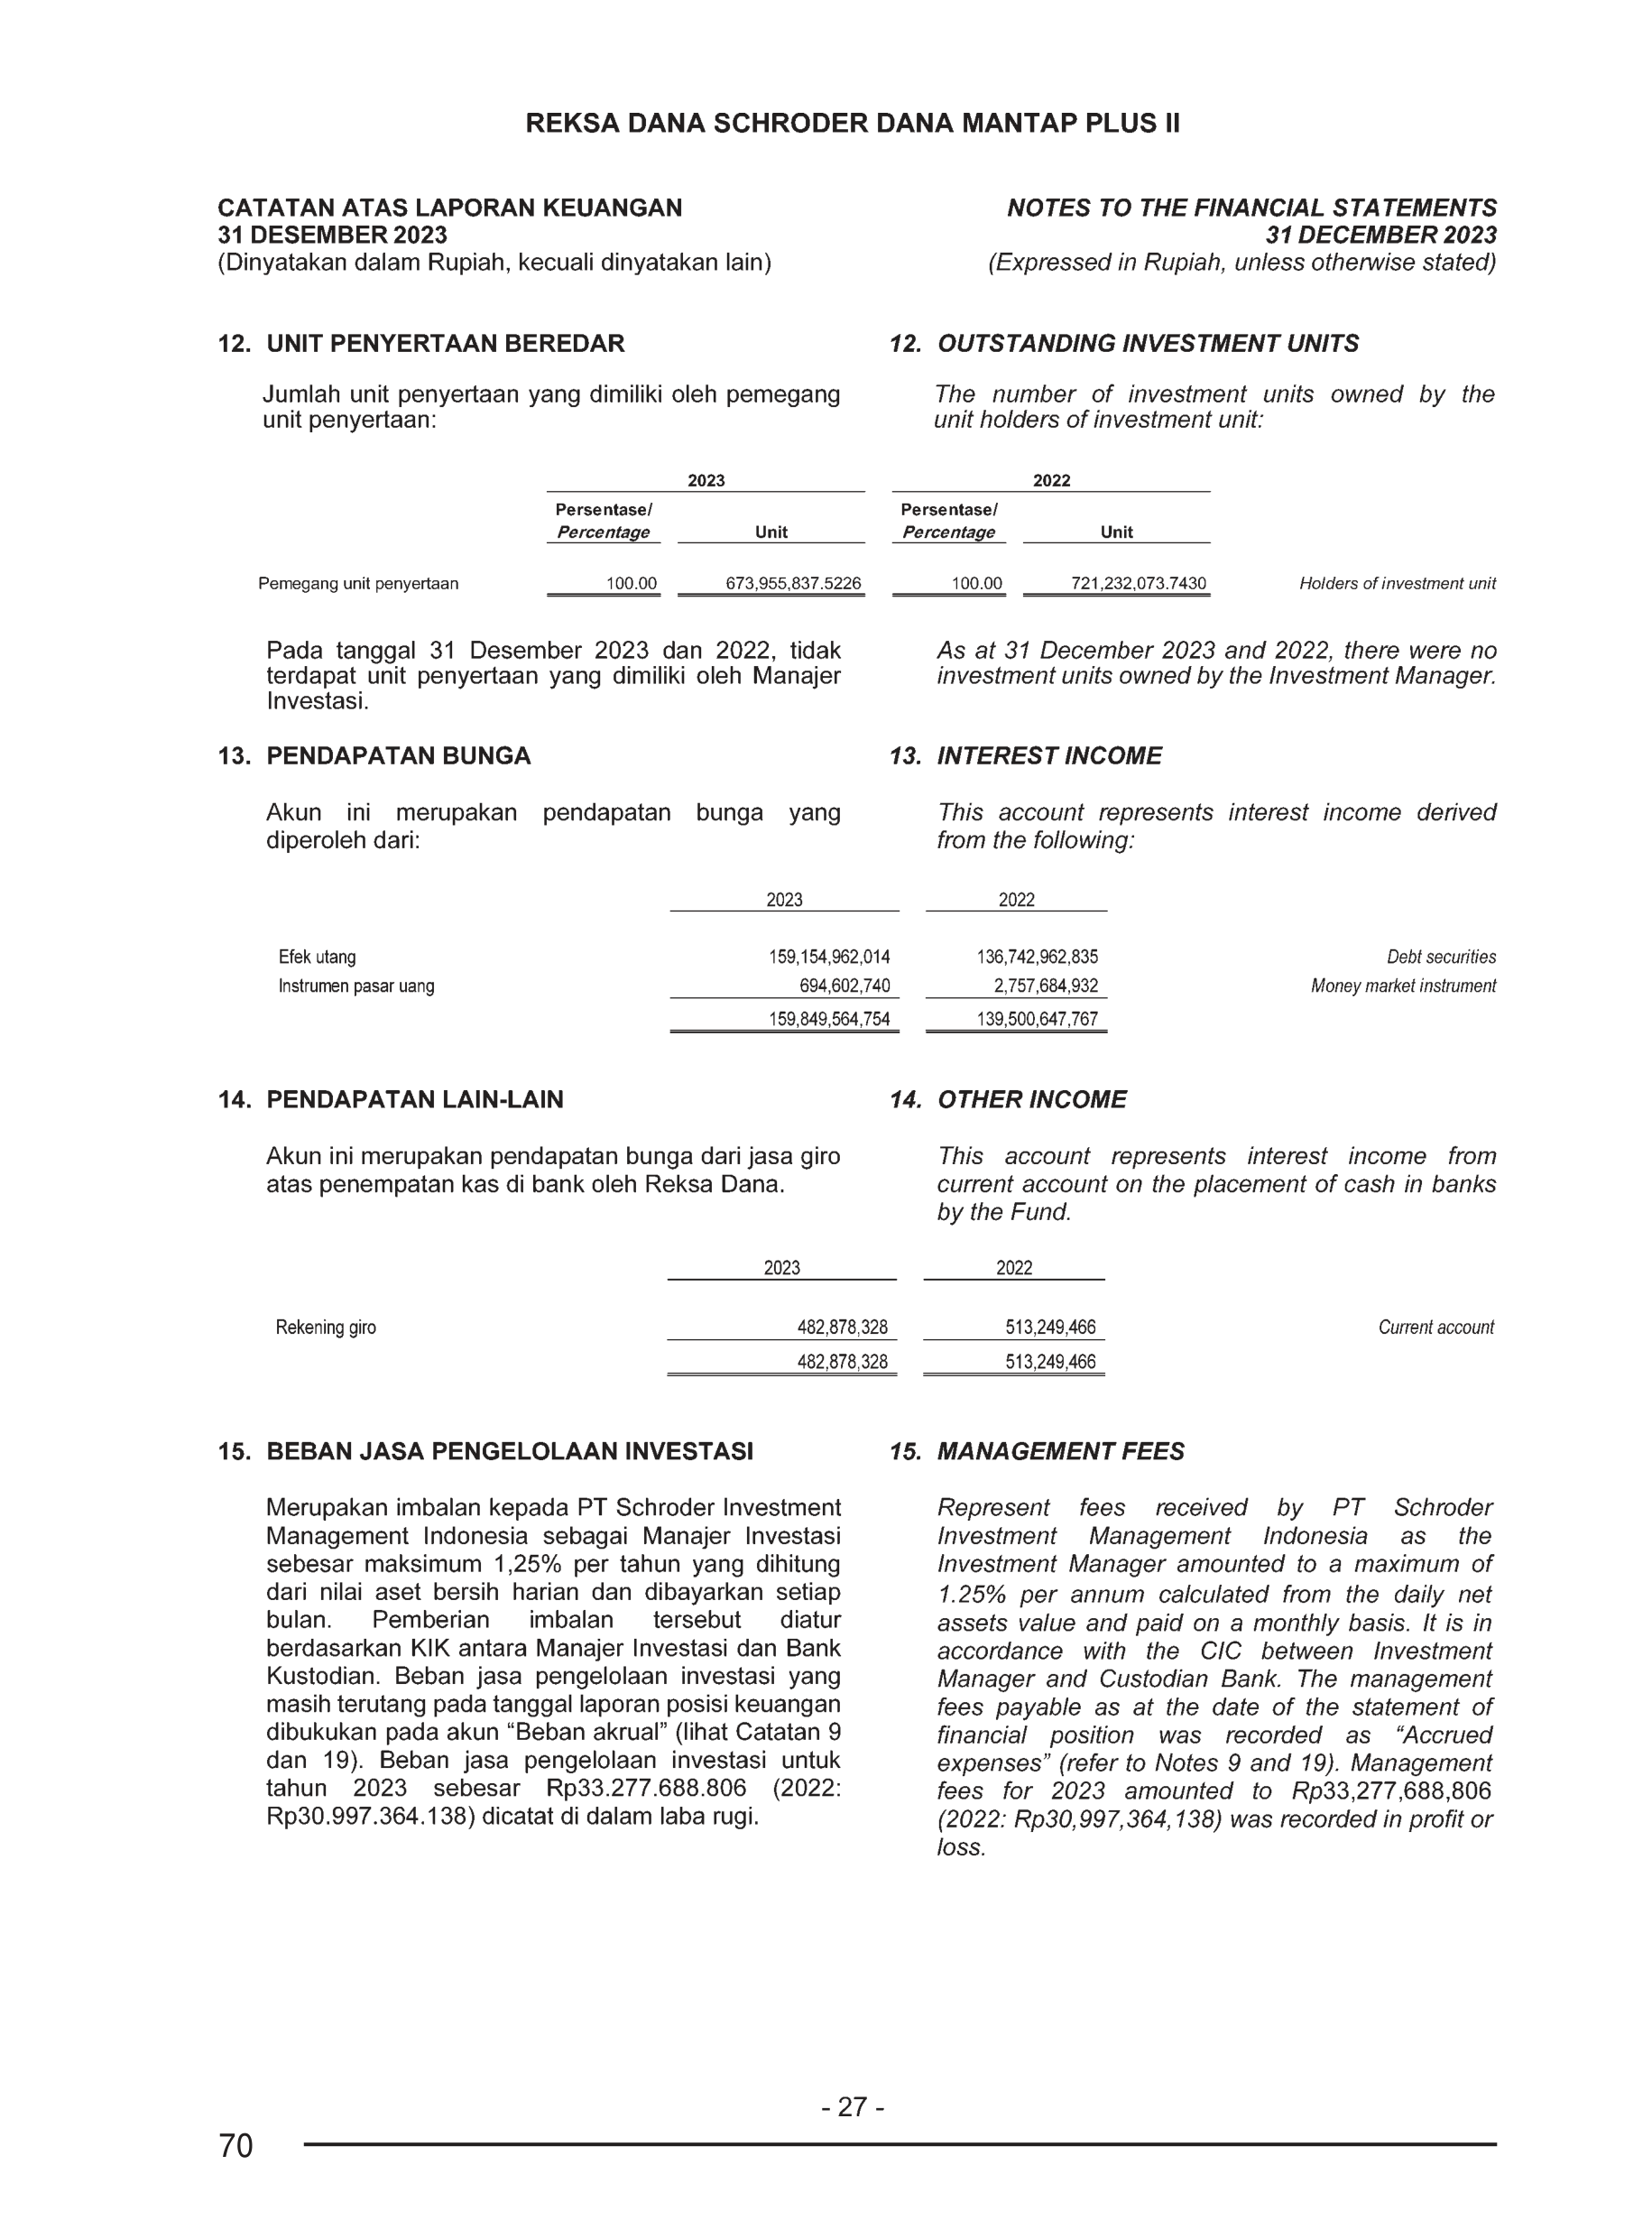 REKSA DANA SCHRODER DANA MANTAP PLUS II
CATATAN ATAS LAPORAN KEUANGAN
31 DESEMBER 2023
(Dinyatakan dalam Rupiah, kecuali dinyatakan lain)
NOTES TO THE FINANCIAL STATEMENTS
31 DECEMBER 2023
(Expressed in Rupiah, unless otherwise stated)
12. UNIT PENYERTAAN BEREDAR
Jumlah unit penyertaan yang dimiliki oleh pemegang
unit penyertaan:
12. OUTSTANDING INVESTMENT UNITS
The number of investment units owned by the
unit holders of investment unit:
2023 2022
Persentase/ Persentase/
Percentage Unit Percentage Unit
Pemegang unit penyertaan 100.00 673,955,837.5226 100.00 721,232,073.7430 Holders of investment unit
Pada tanggal 31 Desember 2023 dan 2022, tidak
terdapat unit penyertaan yang dimiliki oleh Manajer
Investasi.
As at 31 December 2023 and 2022, there were no
investment units owned by the Investment Manager.
13. PENDAPATAN BUNGA
Akun ini merupakan pendapatan bunga yang
diperoleh dari:
13. INTEREST INCOME
This account represents interest income derived
from the following:
2023 2022
Efek utang 159,154,962,014 136,742,962,835 Debt securities
Instrumen pasar uang 694,602,740 2,757,684,932 Money market instrument
159,849,564,754 139,500,647,767
14. PENDAPATAN LAIN-LAIN
Akun ini merupakan pendapatan bunga dari jasa giro
atas penempatan kas di bank oleh Reksa Dana.
14. OTHER INCOME
This account represents interest income from
current account on the placement of cash in banks
by the Fund.
2023 2022
Rekening giro 482,878,328 513,249,466 Current account
482,878,328 513,249,466
15. BEBAN JASA PENGELOLAAN INVESTASI
Merupakan imbalan kepada PT Schroder Investment
Management Indonesia sebagai Manajer Investasi
sebesar maksimum 1,25% per tahun yang dihitung
dari nilai aset bersih harian dan dibayarkan setiap
bulan. Pemberian imbalan tersebut diatur
berdasarkan KIK antara Manajer Investasi dan Bank
Kustodian. Beban jasa pengelolaan investasi yang
masih terutang pada tanggal laporan posisi keuangan
dibukukan pada akun “Beban akrual” (lihat Catatan 9
dan 19). Beban jasa pengelolaan investasi untuk
tahun 2023 sebesar Rp33.277.688.806 (2022:
Rp30.997.364.138) dicatat di dalam laba rugi.
15. MANAGEMENT FEES
Represent fees received by PT Schroder
Investment Management Indonesia as the
Investment Manager amounted to a maximum of
1.25% per annum calculated from the daily net
assets value and paid on a monthly basis. It is in
accordance with the CIC between Investment
Manager and Custodian Bank. The management
fees payable as at the date of the statement of
financial position was recorded as “Accrued
expenses” (refer to Notes 9 and 19). Management
fees for 2023 amounted to Rp33,277,688,806
(2022: Rp30,997,364,138) was recorded in profit or
loss.
- 27 -
70